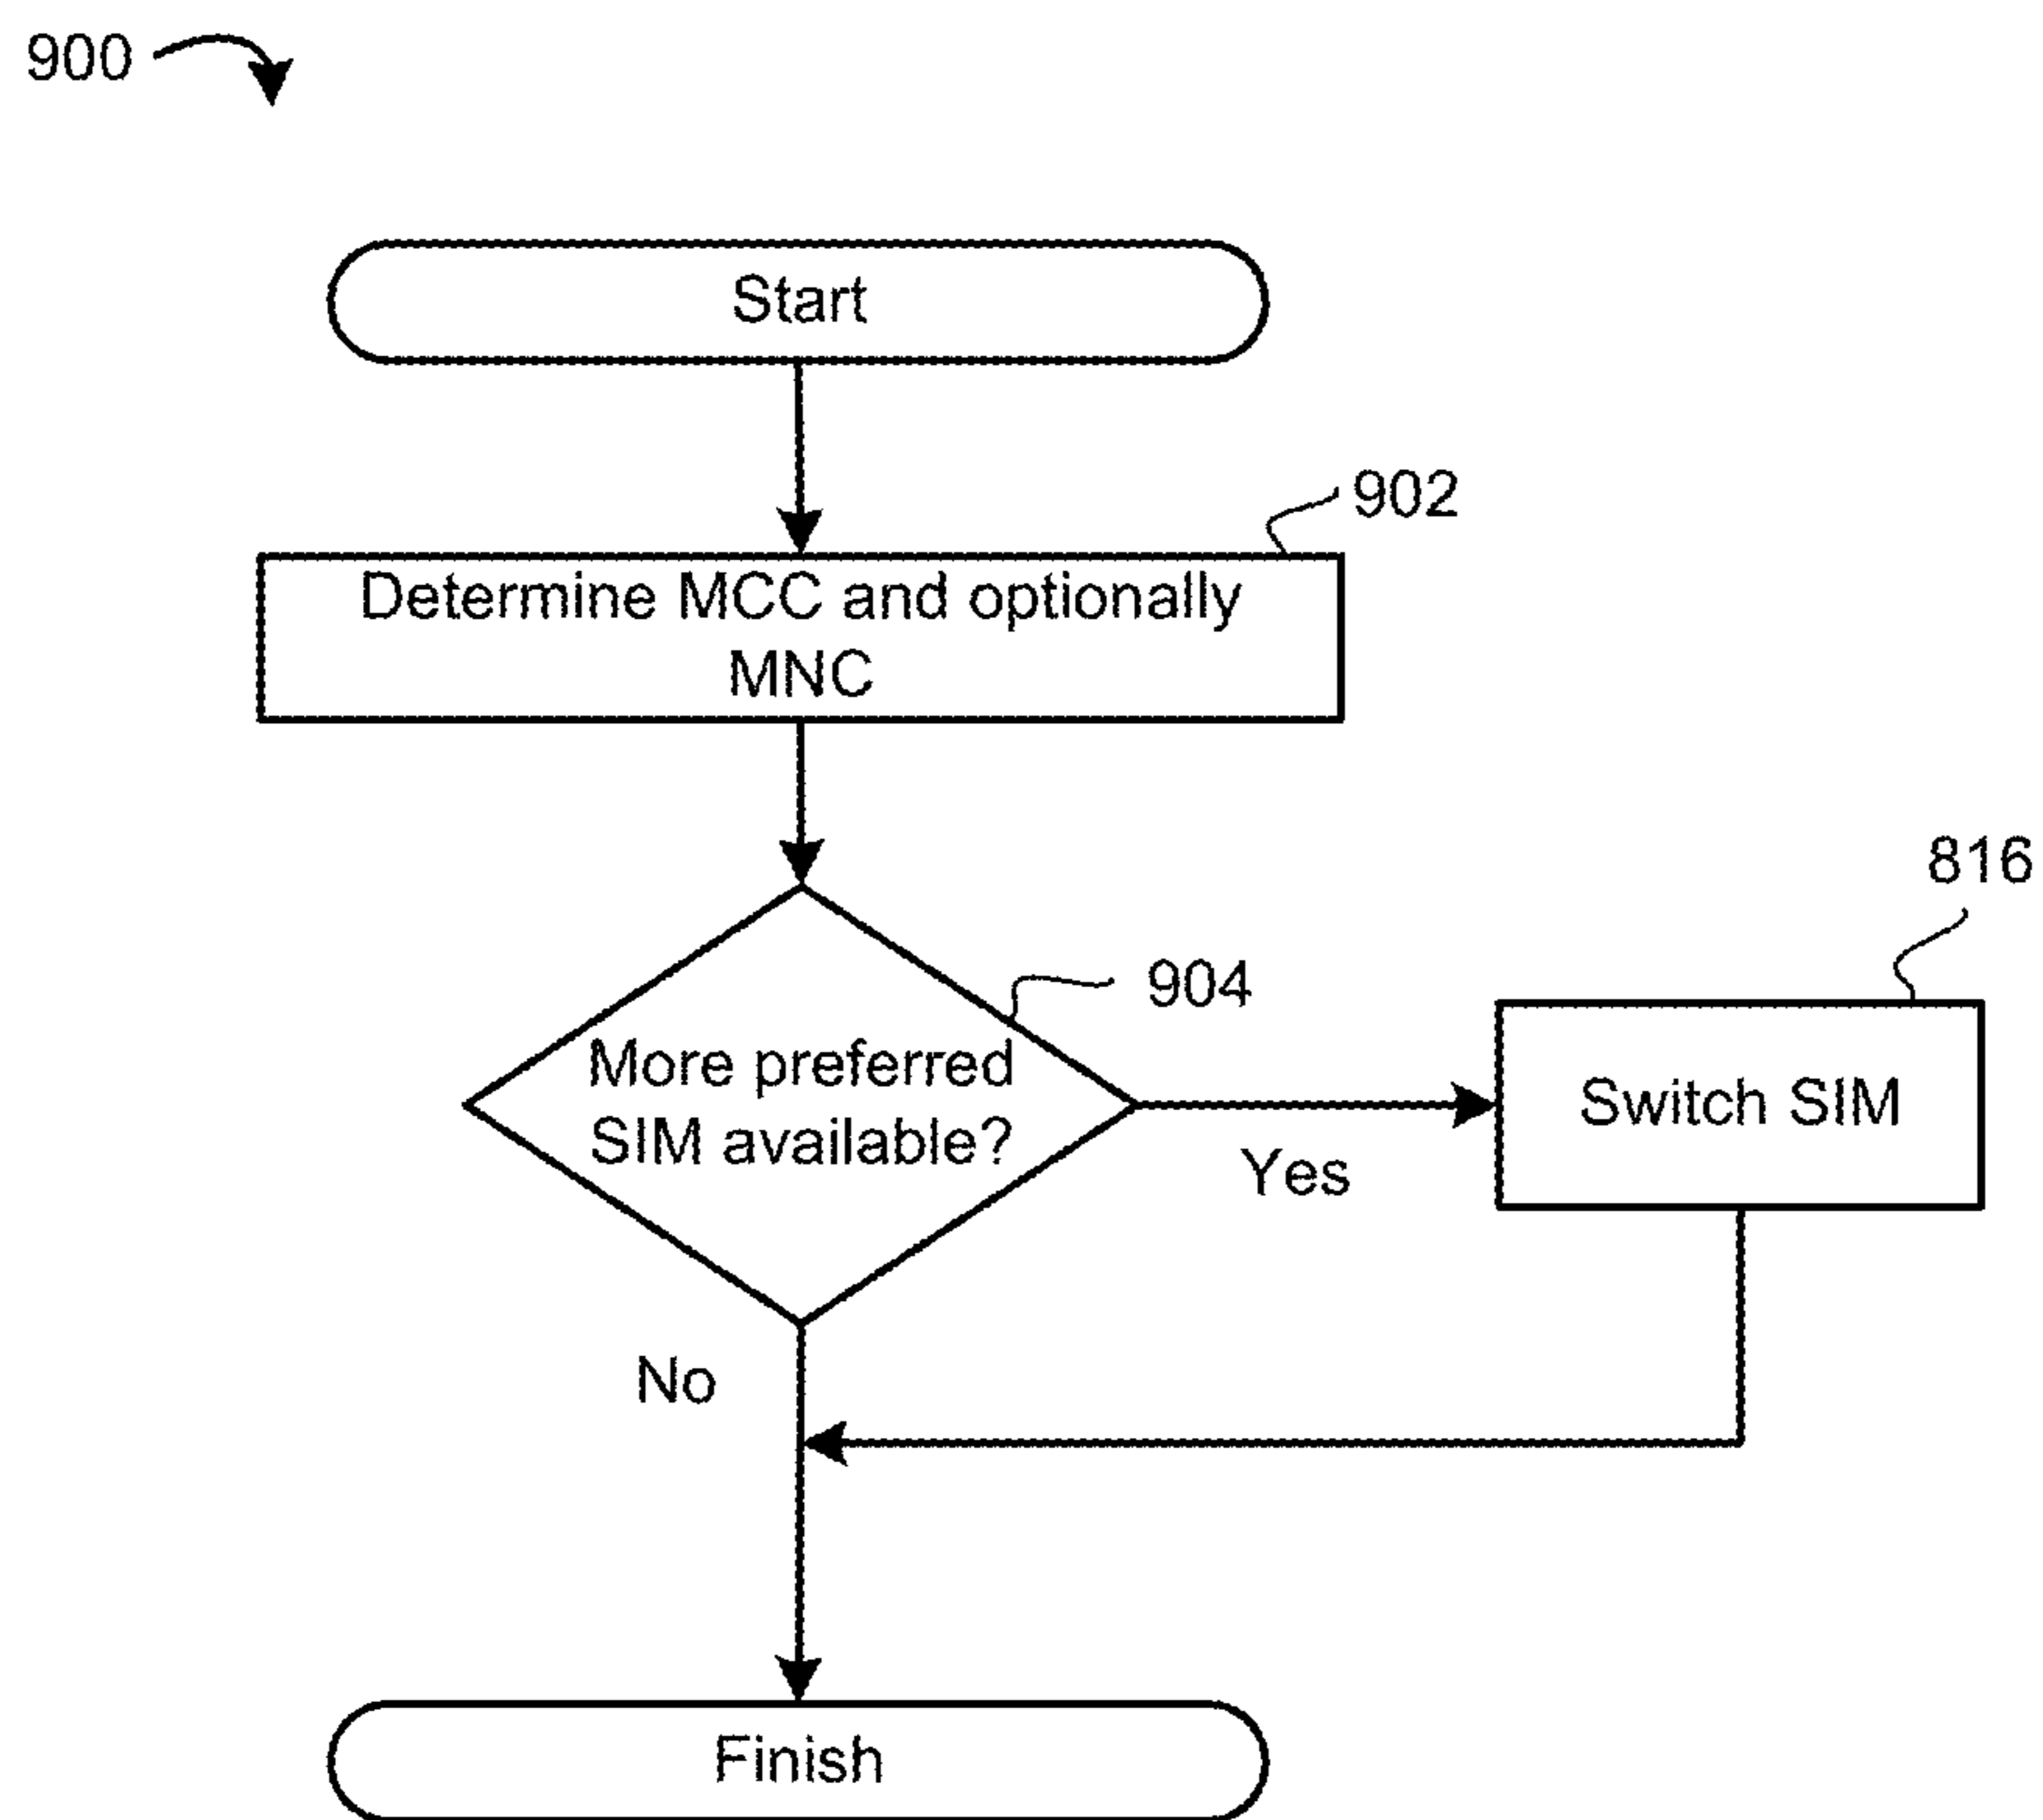 900
Start
902
Determine MCC and optionally
MNC
816
904
More preferred
SIM available?
Switch SIM
Yes
No
Finish